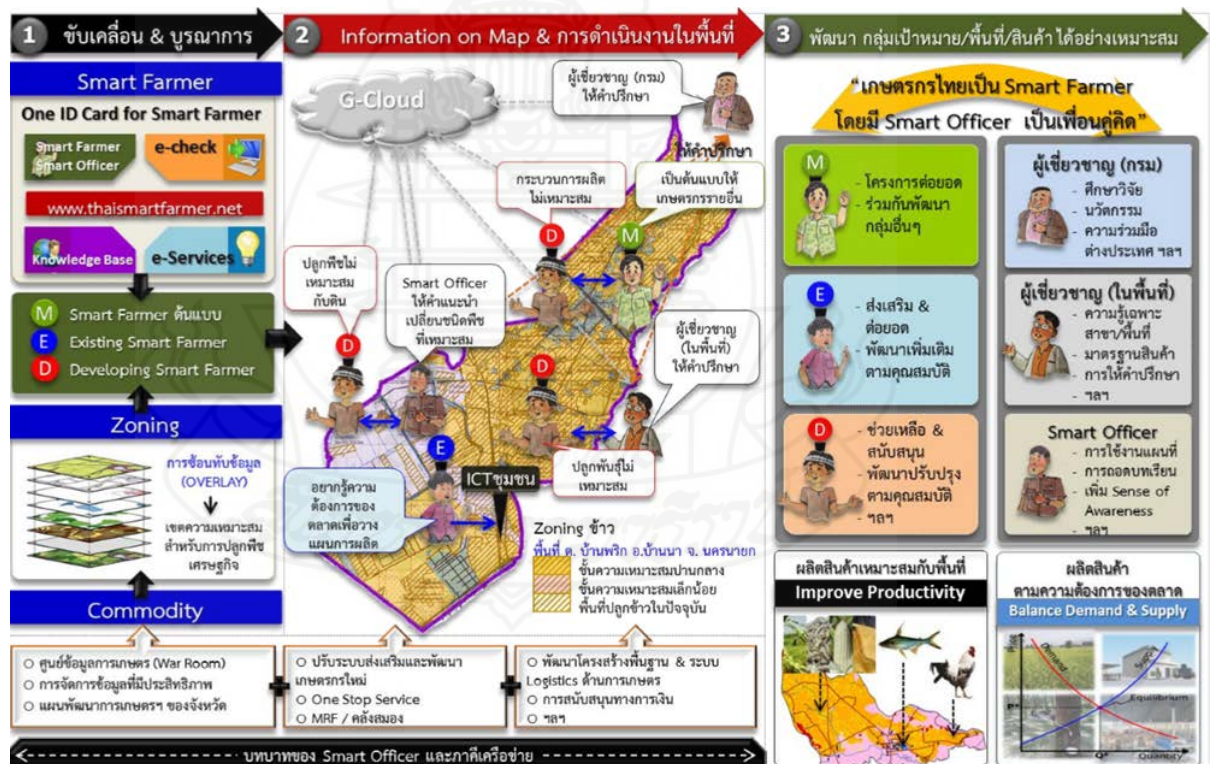 1 ขับเคลื่อน & บูรณาการ
Smart Farmer
One ID Card for Smart Farmer
Smart Farmer
Smart Officer
e-check
www.thaismartfarmer.net
Knowledge Base
e-Services
M Smart Farmer ต้นแบบ
E Existing Smart Farmer
D Developing Smart Farmer
Zoning
การซ้อนทับข้อมูล
(OVERLAY)
เขตความเหมาะสม
สำหรับการปลูกพืช
เศรษฐกิจ
Commodity
2 Information on Map & การดำเนินงานในพื้นที่
G-Cloud
ผู้เชี่ยวชาญ (กรม)
ให้คำปรึกษา
ให้คำปรึกษา
กระบวนการผลิต
ไม่เหมาะสม
เป็นต้นแบบให้
เกษตรกรรายอื่น
D
M
ปลูกพืชไม่
เหมาะสม
กับดิน
Smart Officer
ให้คำแนะนำ
เปลี่ยนชนิดพืช
ที่เหมาะสม
ผู้เชี่ยวชาญ
(ในพื้นที่)
ให้คำปรึกษา
D
D
E
ปลูกพันธุ์ไม่
เหมาะสม
ICTชุมชน
อยากรู้ความ
ต้องการของ
ตลาดเพื่อวาง
แผนการผลิต
Zoning ข้าว
พื้นที่ ต. บ้านพริก อ.บ้านนา จ. นครนายก
ชั้นความเหมาะสมปานกลาง
ชั้นความเหมาะสมเล็กน้อย
พื้นที่ปลูกข้าวในปัจจุบัน
○ ศูนย์ข้อมูลการเกษตร (War Room)
○ การจัดการข้อมูลที่มีประสิทธิภาพ
○ แผนพัฒนาการเกษตรฯ ของจังหวัด
○ ปรับระบบส่งเสริมและพัฒนา
เกษตรกรใหม่
○ One Stop Service
○ MRF / คลังสมอง
○ พัฒนาโครงสร้างพื้นฐาน & ระบบ
Logistics ด้านการเกษตร
○ การสนับสนุนทางการเงิน
○ ฯลฯ
บทบาทของ Smart Officer และภาคีเครือข่าย
3 พัฒนา กลุ่มเป้าหมาย/พื้นที่/สินค้า ได้อย่างเหมาะสม
“เกษตรกรไทยเป็น Smart Farmer
โดยมี Smart Officer เป็นเพื่อนคู่คิด”
M
- โครงการต่อยอด
- ร่วมกันพัฒนา
กลุ่มอื่นๆ
ผู้เชี่ยวชาญ (กรม)
- ศึกษาวิจัย
- นวัตกรรม
- ความร่วมมือ
ต่างประเทศ ฯลฯ
E
- ส่งเสริม &
ต่อยอด
- พัฒนาเพิ่มเติม
ตามคุณสมบัติ
ผู้เชี่ยวชาญ (ในพื้นที่)
- ความรู้เฉพาะ
สาขา/พื้นที่
- มาตรฐานสินค้า
- การให้คำปรึกษา
- ฯลฯ
D
- ช่วยเหลือ &
สนับสนุน
- พัฒนาปรับปรุง
ตามคุณสมบัติ
- ฯลฯ
Smart Officer
- การใช้งานแผนที่
- การถอดบทเรียน
- เพิ่ม Sense of
Awareness
- ฯลฯ
ผลิตสินค้าเหมาะสมกับพื้นที่
Improve Productivity
ผลิตสินค้า
ตามความต้องการของตลาด
Balance Demand & Supply
Demand
Supply
Equilibrium
P*
Q*
Quantity